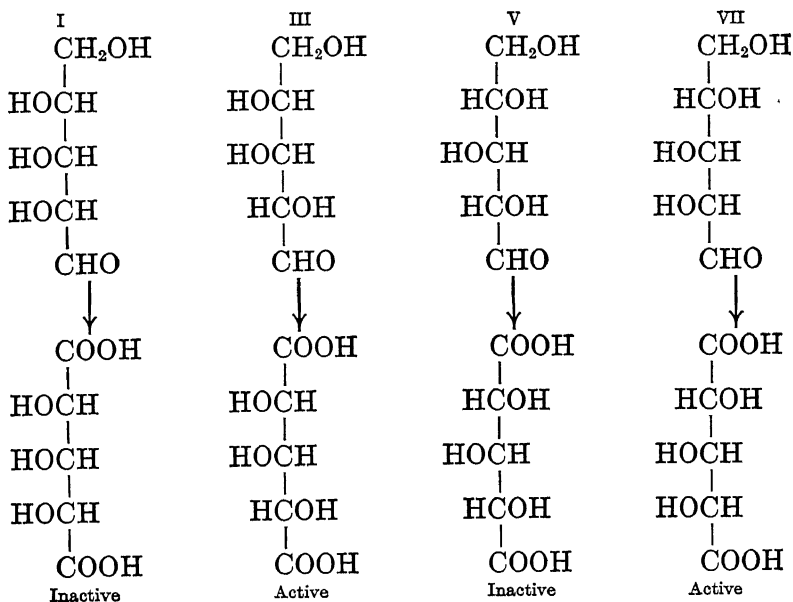 I III V VII
CH₂OH CH₂OH CH₂OH CH₂OH
HOCH HOCH HCOH HCOH
HOCH HOCH HOCH HOCH
HOCH HCOH HCOH HOCH
CHO CHO CHO CHO
COOH COOH COOH COOH
HOCH HOCH HCOH HCOH
HOCH HOCH HOCH HOCH
HOCH HCOH HCOH HOCH
COOH COOH COOH COOH
Inactive Active Inactive Active